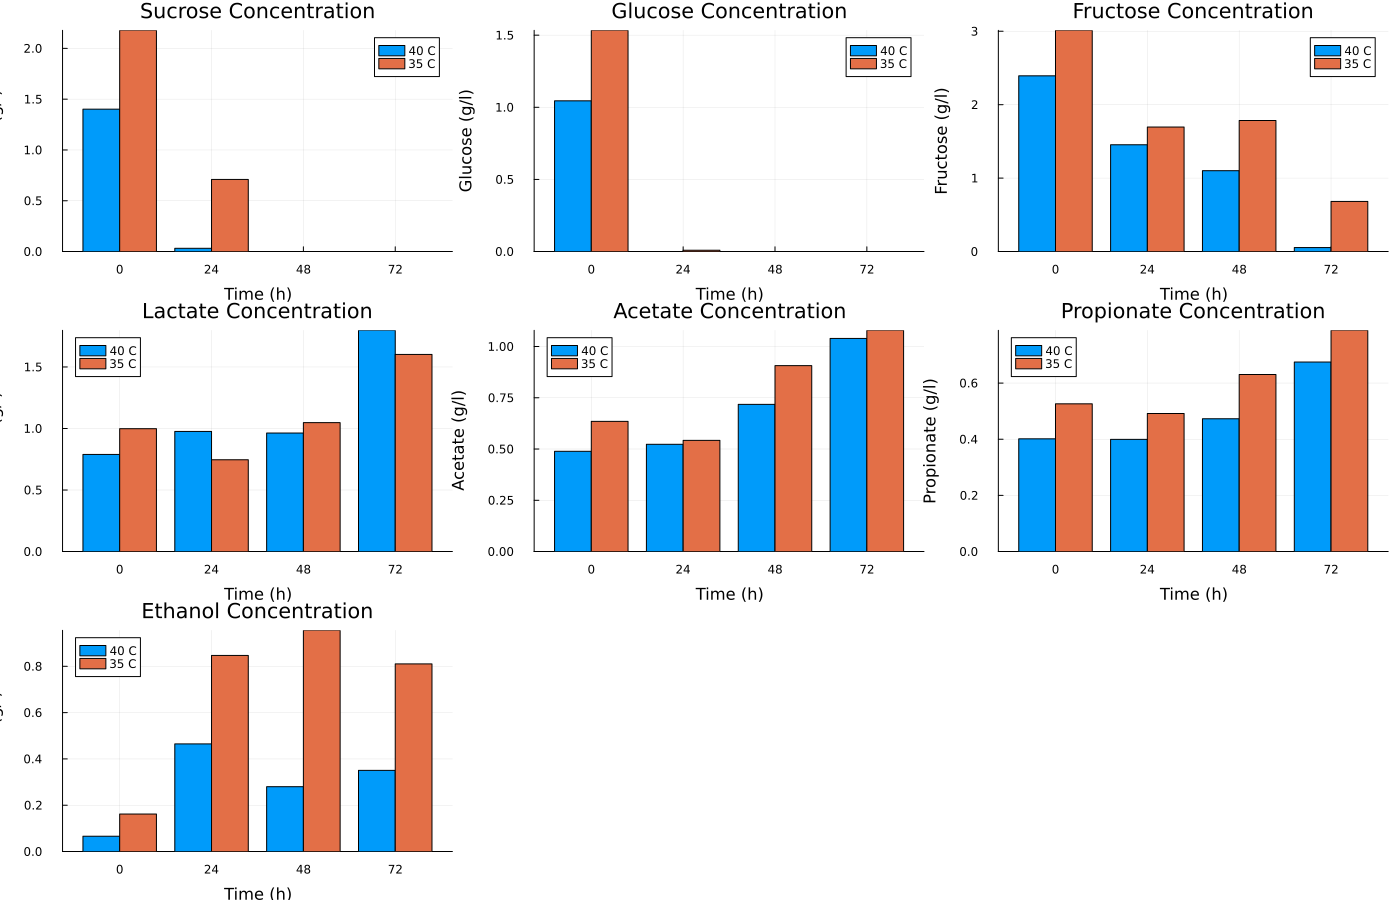 Sucrose Concentration
2.0
1.5
1.0
0.5
0.0
0 24 48 72
Time (h)
40 C
35 C
Glucose Concentration
Glucose (g/l)
1.5
1.0
0.5
0.0
0 24 48 72
Time (h)
40 C
35 C
Fructose Concentration
Fructose (g/l)
3
2
1
0
0 24 48 72
Time (h)
40 C
35 C
Lactate Concentration
1.5
1.0
0.5
0.0
0 24 48 72
Time (h)
40 C
35 C
Acetate Concentration
Acetate (g/l)
1.00
0.75
0.50
0.25
0.00
0 24 48 72
Time (h)
40 C
35 C
Propionate Concentration
Propionate (g/l)
0.6
0.4
0.2
0.0
0 24 48 72
Time (h)
40 C
35 C
Ethanol Concentration
0.8
0.6
0.4
0.2
0.0
0 24 48 72
Time (h)
40 C
35 C